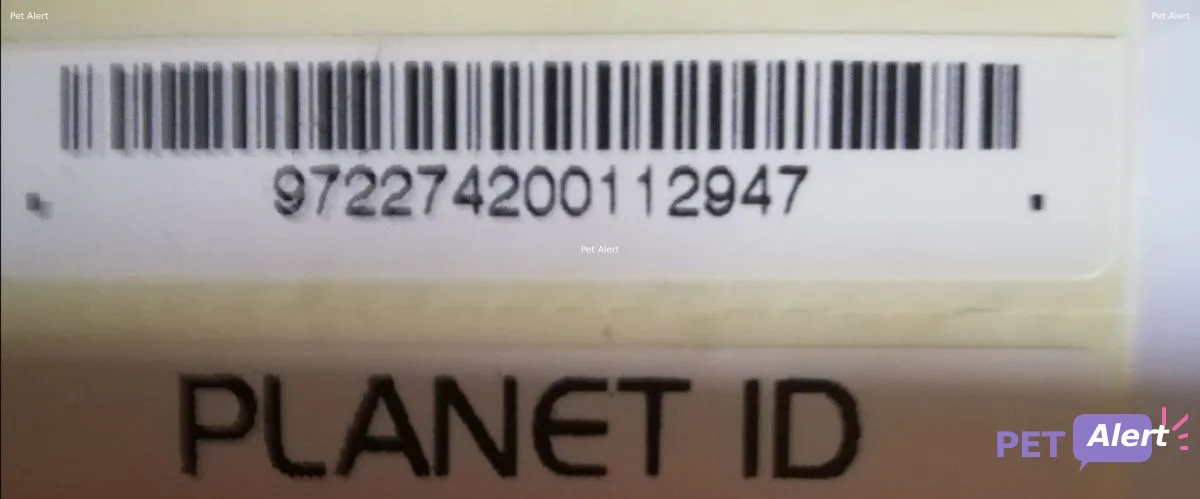 Pet Alert
Pet Alert
972274200112947
Pet Alert
PLANET ID
PET Alert